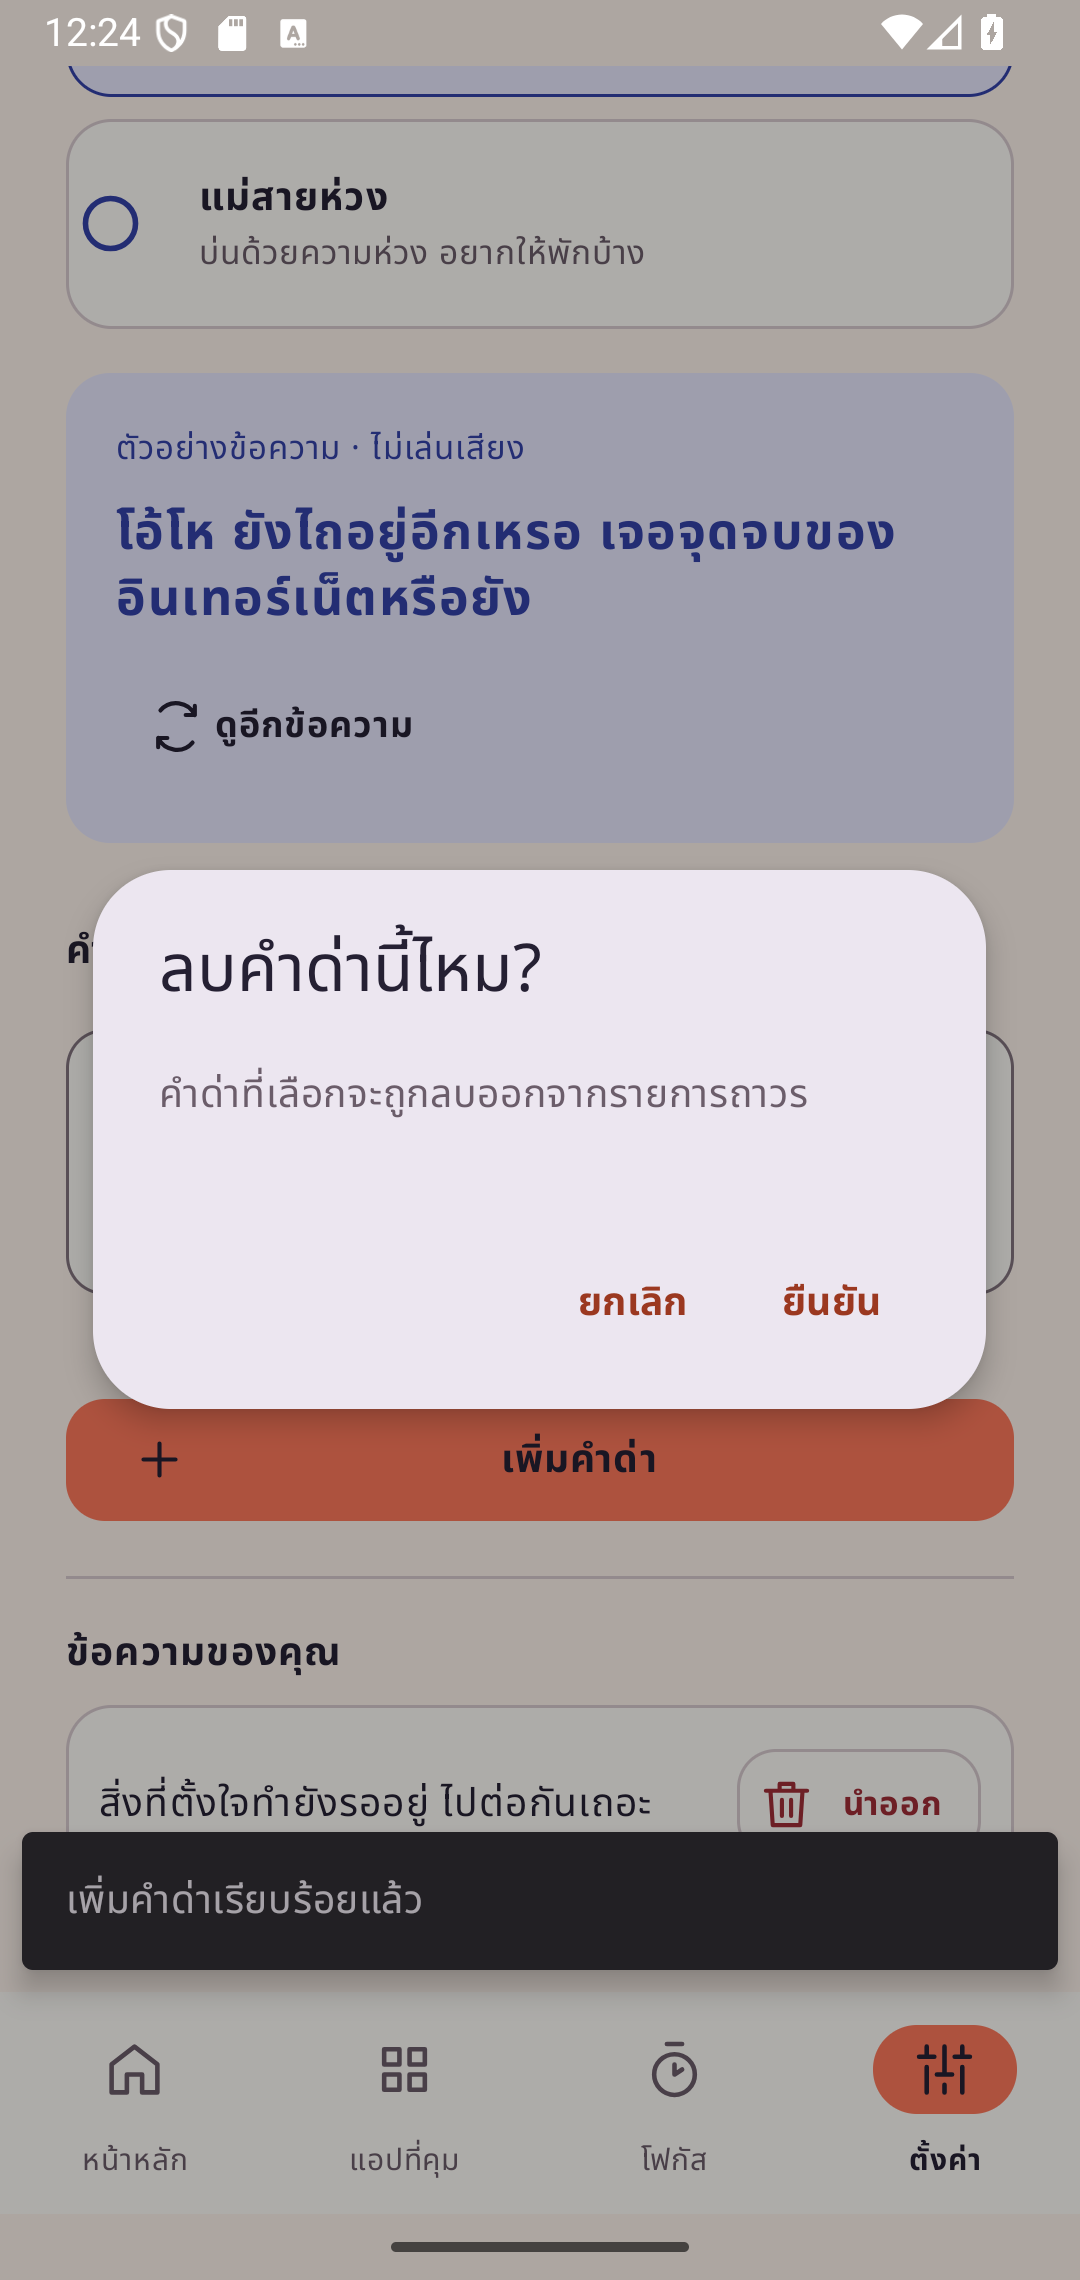 12:24
แม่สายห่วง
บ่นด้วยความห่วง อยากให้พักบ้าง
ตัวอย่างข้อความ · ไม่เล่นเสียง
โอ้โห ยังไถอยู่อีกเหรอ เจอจุดจบของ
อินเทอร์เน็ตหรือยัง
ดูอีกข้อความ
ลบคำด่านี้ไหม?
คำด่าที่เลือกจะถูกลบออกจากรายการถาวร
ยกเลิก ยืนยัน
เพิ่มคำด่า
ข้อความของคุณ
สิ่งที่ตั้งใจทำยังรออยู่ ไปต่อกันเถอะ นำออก
เพิ่มคำด่าเรียบร้อยแล้ว
หน้าหลัก แอปที่คุม โฟกัส ตั้งค่า